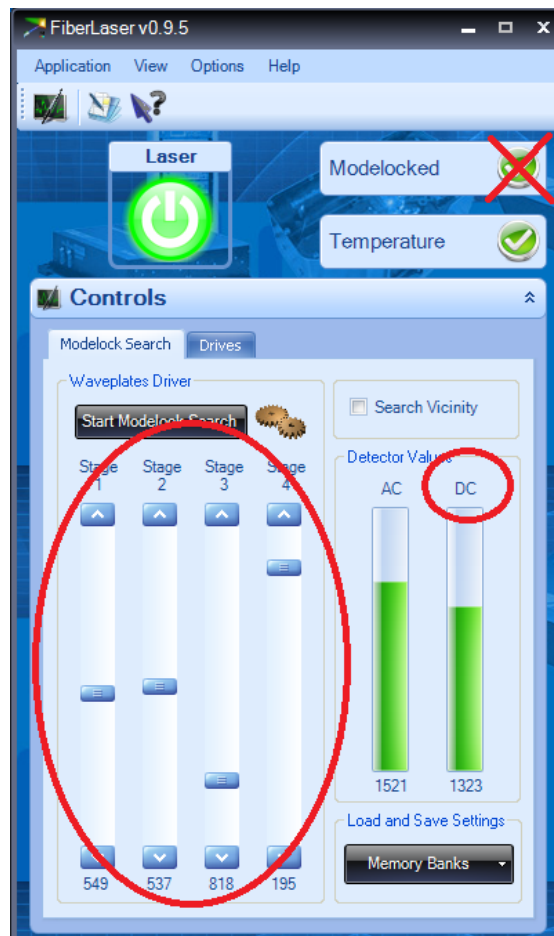 FiberLaser v0.9.5
Application View Options Help
Laser
Modelocked
Temperature
Controls
Modelock Search Drives
Waveplates Driver
Start Modelock Search
Search Vicinity
Stage 1
Stage 2
Stage 3
Stage 4
Detector Values
AC DC
1521 1323
549 537 818 195
Load and Save Settings
Memory Banks